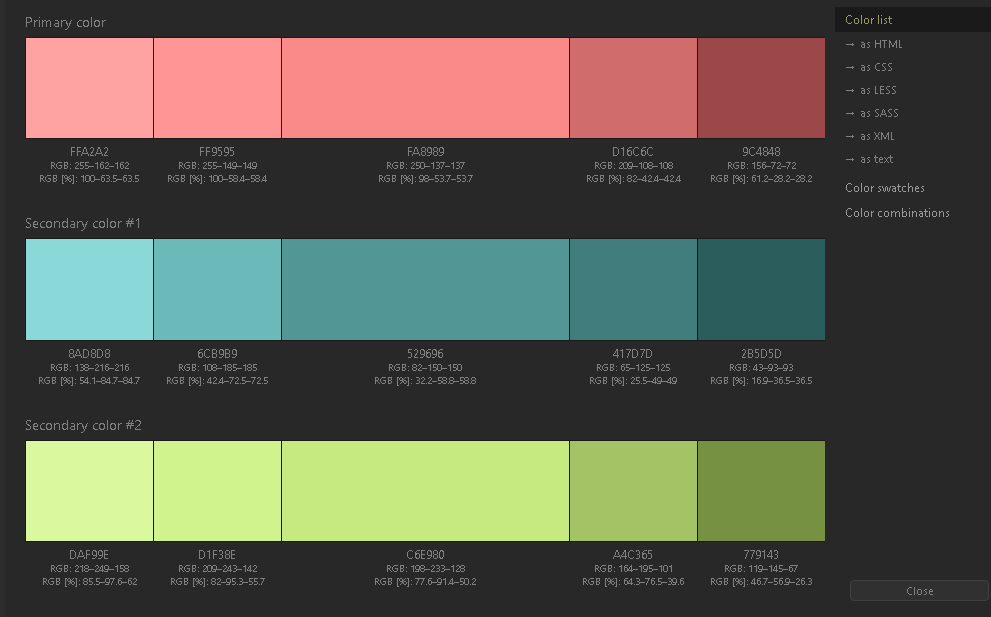 Primary color
FFA2A2
RGB: 255–162–162
RGB [%]: 100–63.5–63.5
FF9595
RGB: 255–149–149
RGB [%]: 100–58.4–58.4
FA8989
RGB: 250–137–137
RGB [%]: 98–53.7–53.7
D16C6C
RGB: 209–108–108
RGB [%]: 82–42.4–42.4
9C4848
RGB: 156–72–72
RGB [%]: 61.2–28.2–28.2
Secondary color #1
8AD8D8
RGB: 138–216–216
RGB [%]: 54.1–84.7–84.7
6CB9B9
RGB: 108–185–185
RGB [%]: 42.4–72.5–72.5
529696
RGB: 82–150–150
RGB [%]: 32.2–58.8–58.8
417D7D
RGB: 65–125–125
RGB [%]: 25.5–49–49
2B5D5D
RGB: 43–93–93
RGB [%]: 16.9–36.5–36.5
Secondary color #2
DAF99E
RGB: 218–249–158
RGB [%]: 85.5–97.6–62
D1F38E
RGB: 209–243–142
RGB [%]: 82–95.3–55.7
C6E980
RGB: 198–233–128
RGB [%]: 77.6–91.4–50.2
A4C365
RGB: 164–195–101
RGB [%]: 64.3–76.5–39.6
779143
RGB: 119–145–67
RGB [%]: 46.7–56.9–26.3
Color list
→ as HTML
→ as CSS
→ as LESS
→ as SASS
→ as XML
→ as text
Color swatches
Color combinations
Close